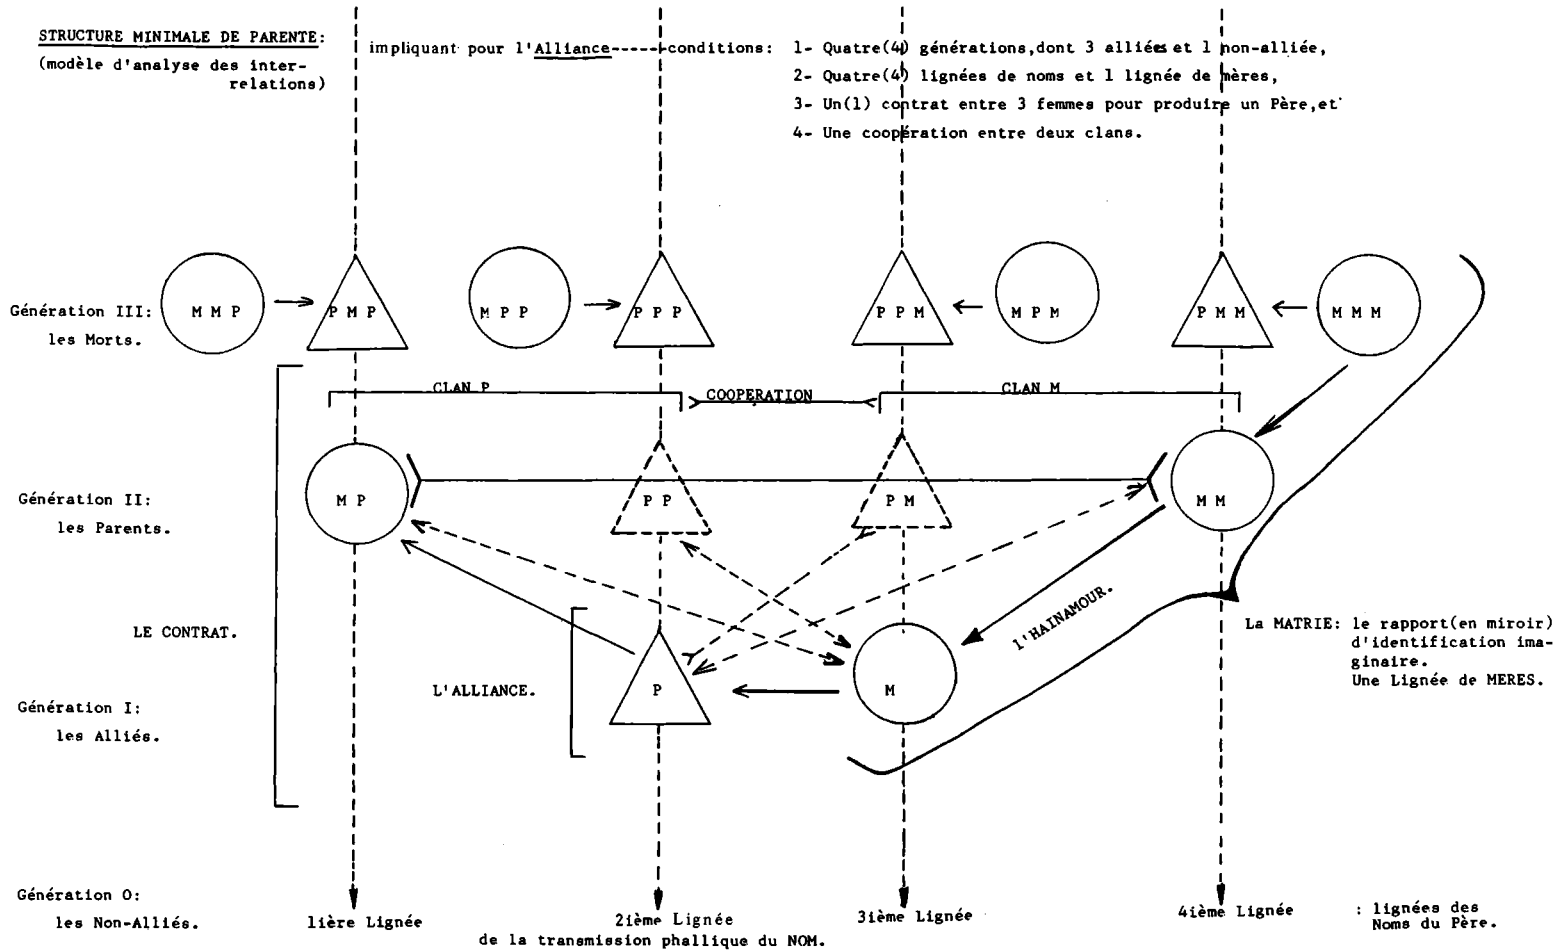 STRUCTURE MINIMALE DE PARENTE:
(modèle d'analyse des inter-
relations)
impliquant pour l'Alliance------conditions:
1- Quatre(4) générations,dont 3 alliées et 1 non-alliée,
2- Quatre(4) lignées de noms et 1 lignée de mères,
3- Un(1) contrat entre 3 femmes pour produire un Père,et
4- Une coopération entre deux clans.
Génération III:
les Morts.
M M P
P M P
M P P
P P P
P P M
M P M
P M M
M M M
CLAN P
COOPERATION
CLAN M
Génération II:
les Parents.
M P
P P
P M
M M
LE CONTRAT.
l'HAINAMOUR.
La MATRIE: le rapport(en miroir)
d'identification ima-
ginaire.
Une Lignée de MERES.
L'ALLIANCE.
P
M
Génération I:
les Alliés.
Génération O:
les Non-Alliés.
1ière Lignée
2ième Lignée
3ième Lignée
4ième Lignée
: lignées des
Noms du Père.
de la transmission phallique du NOM.